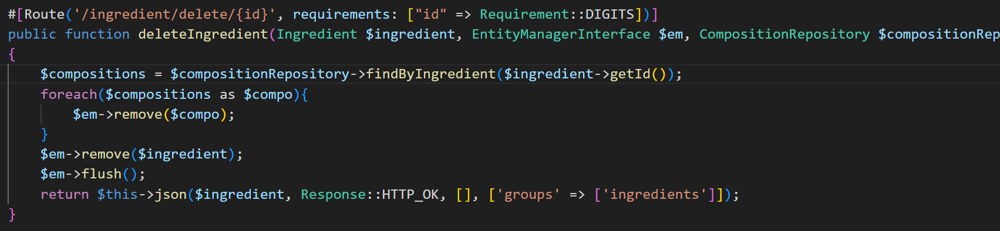 #[Route('/ingredient/delete/{id}', requirements: ["id" => Requirement::DIGITS])]
public function deleteIngredient(Ingredient $ingredient, EntityManagerInterface $em, CompositionRepository $compositionRep
{
$compositions = $compositionRepository->findByIngredient($ingredient->getId());
foreach($compositions as $compo){
$em->remove($compo);
}
$em->remove($ingredient);
$em->flush();
return $this->json($ingredient, Response::HTTP_OK, [], ['groups' => ['ingredients']]);
}